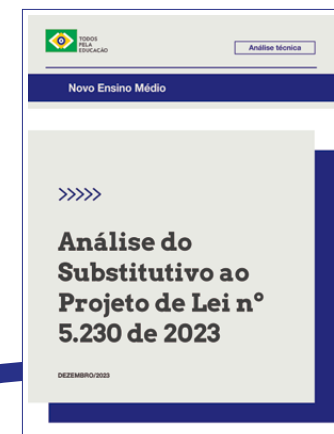 TODOS
PELA
EDUCAÇÃO
Análise técnica
Novo Ensino Médio
>>>>>
Análise do
Substitutivo ao
Projeto de Lei nº
5.230 de 2023
DEZEMBRO/2023